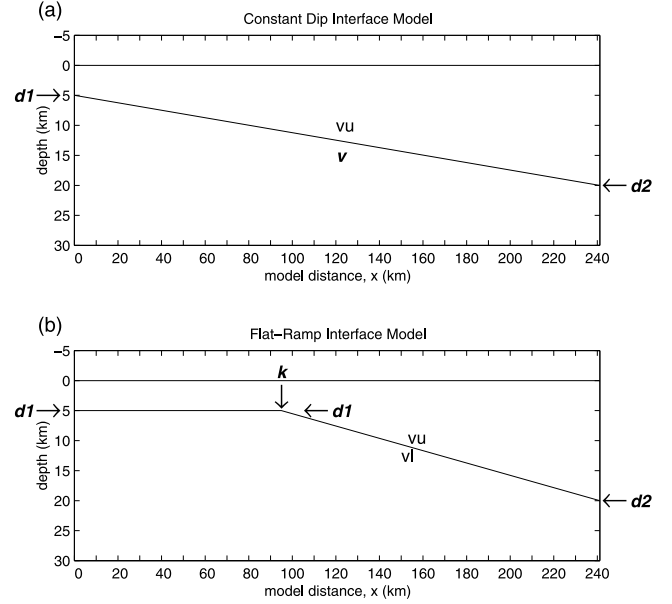 (a)
Constant Dip Interface Model
−5
0
d1
5
10
15
20
25
30
depth (km)
vu
v
d2
0 20 40 60 80 100 120 140 160 180 200 220 240
model distance, x (km)
(b)
Flat−Ramp Interface Model
−5
k
0
d1
5
d1
10
15
20
25
30
depth (km)
vu
vl
d2
0 20 40 60 80 100 120 140 160 180 200 220 240
model distance, x (km)